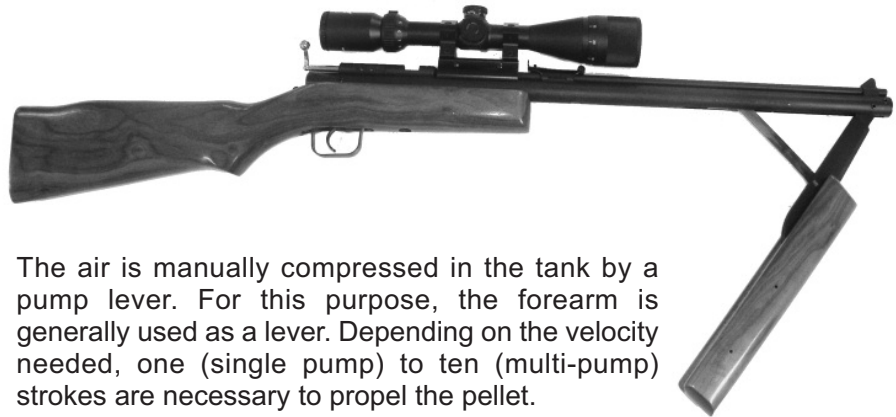 The air is manually compressed in the tank by a
pump lever. For this purpose, the forearm is
generally used as a lever. Depending on the velocity
needed, one (single pump) to ten (multi-pump)
strokes are necessary to propel the pellet.